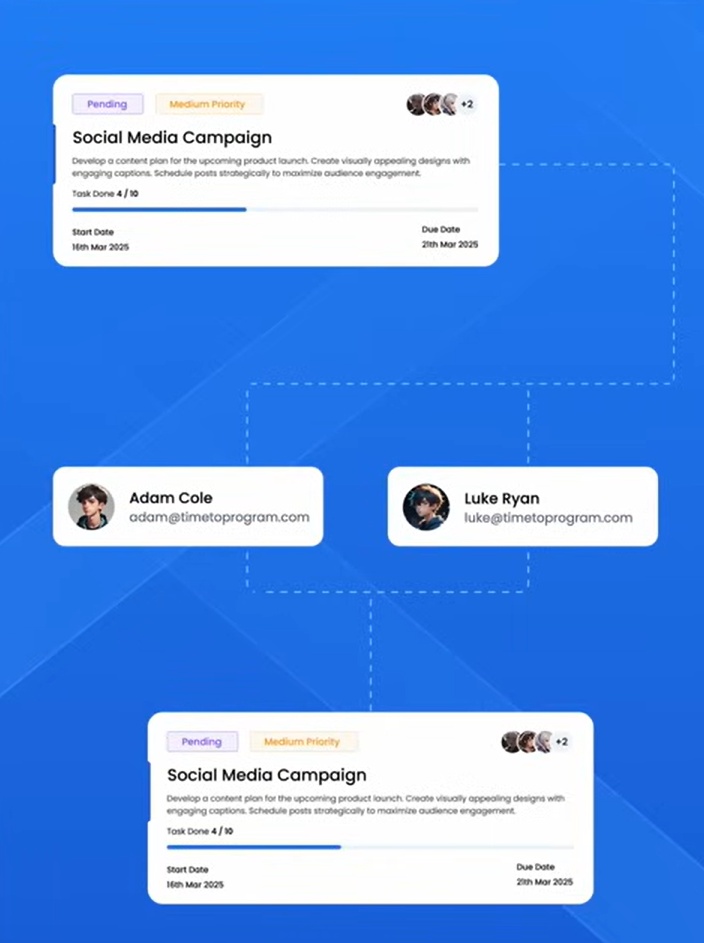 Pending
Medium Priority
+2
Social Media Campaign
Develop a content plan for the upcoming product launch. Create visually appealing designs with
engaging captions. Schedule posts strategically to maximize audience engagement.
Task Done 4 / 10
Start Date
Due Date
16th Mar 2025
21th Mar 2025
Adam Cole
adam@timetoprogram.com
Luke Ryan
luke@timetoprogram.com
Pending
Medium Priority
+2
Social Media Campaign
Develop a content plan for the upcoming product launch. Create visually appealing designs with
engaging captions. Schedule posts strategically to maximize audience engagement.
Task Done 4 / 10
Start Date
Due Date
16th Mar 2025
21th Mar 2025